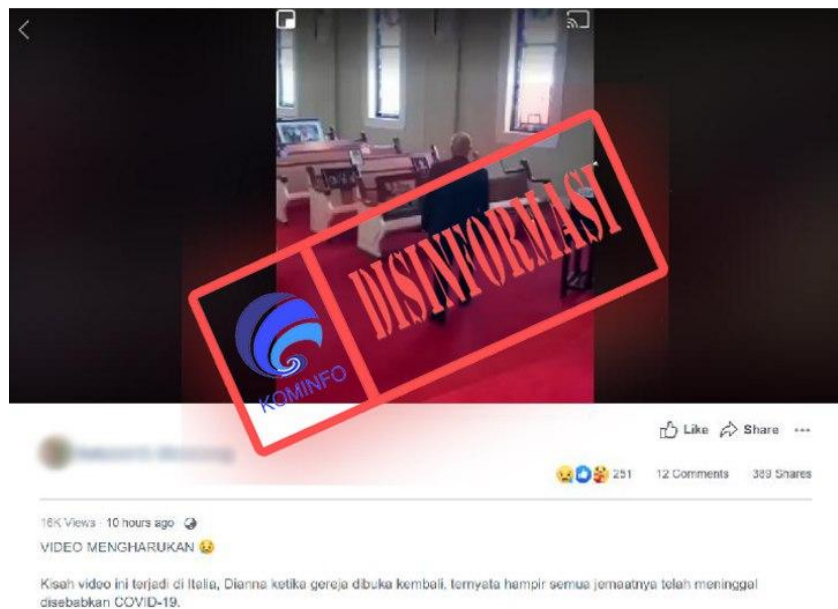 DISINFORMASI
KOMINFO
Like Share ...
251 12 Comments 389 Shares
16K Views · 10 hours ago
VIDEO MENGHARUKAN 😢
Kisah video ini terjadi di Italia, Dianna ketika gereja dibuka kembali, ternyata hampir semua jemaatnya telah meninggal
disebabkan COVID-19.